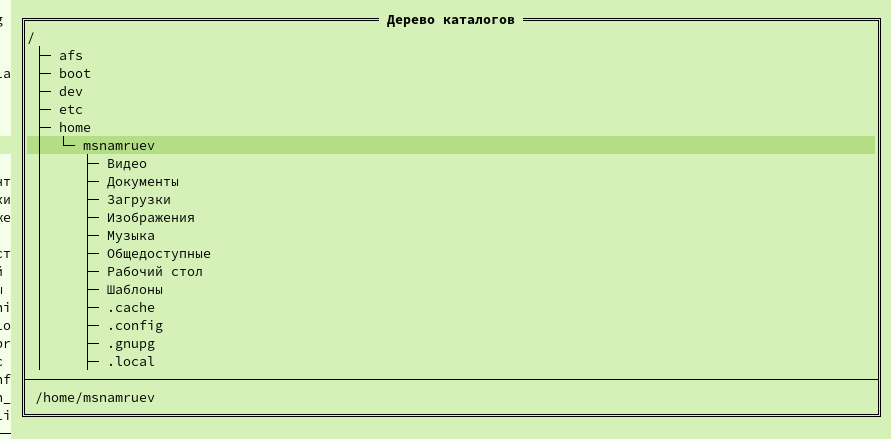 Дерево каталогов
/
afs
boot
dev
etc
home
msnamruev
Видео
Документы
Загрузки
Изображения
Музыка
Общедоступные
Рабочий стол
Шаблоны
.cache
.config
.gnupg
.local
/home/msnamruev